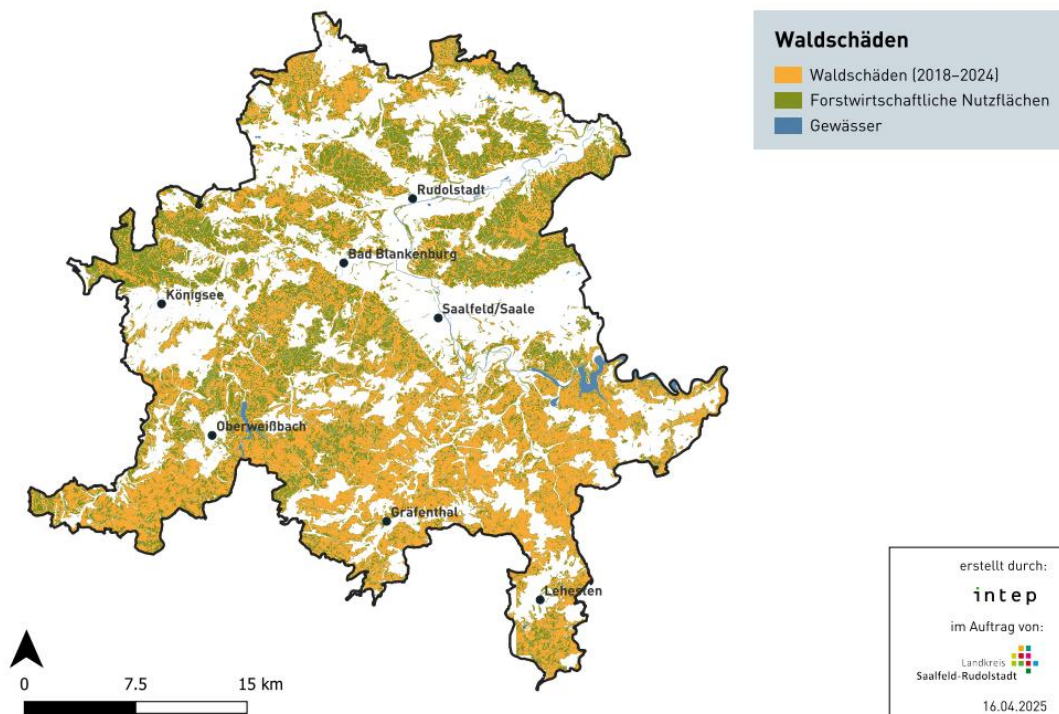 Waldschäden
Waldschäden (2018–2024)
Forstwirtschaftliche Nutzflächen
Gewässer
Rudolstadt
Bad Blankenburg
Königsee
Saalfeld/Saale
Oberweißbach
Gräfenthal
Lehesten
0 7.5 15 km
erstellt durch:
intep
im Auftrag von:
Landkreis
Saalfeld-Rudolstadt
16.04.2025